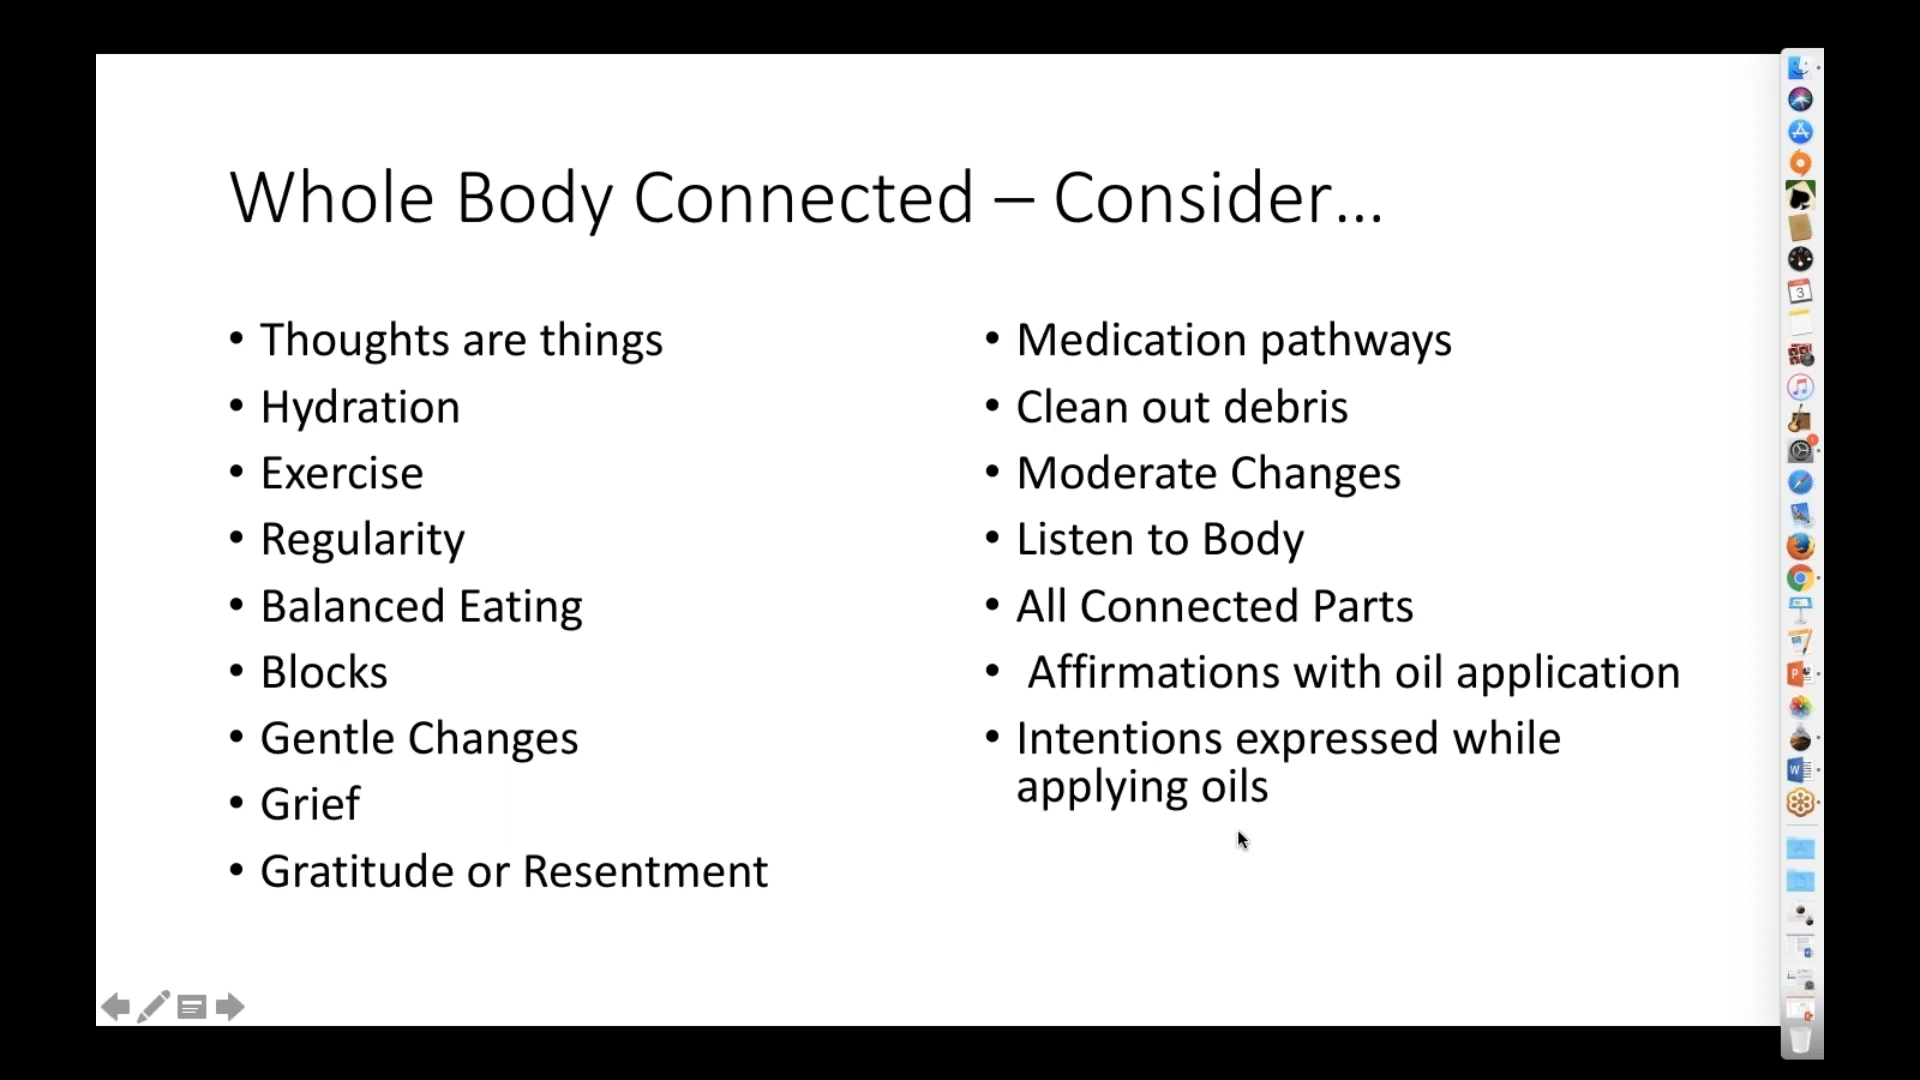 Whole Body Connected – Consider...
• Thoughts are things
• Hydration
• Exercise
• Regularity
• Balanced Eating
• Blocks
• Gentle Changes
• Grief
• Gratitude or Resentment
• Medication pathways
• Clean out debris
• Moderate Changes
• Listen to Body
• All Connected Parts
• Affirmations with oil application
• Intentions expressed while
applying oils
3